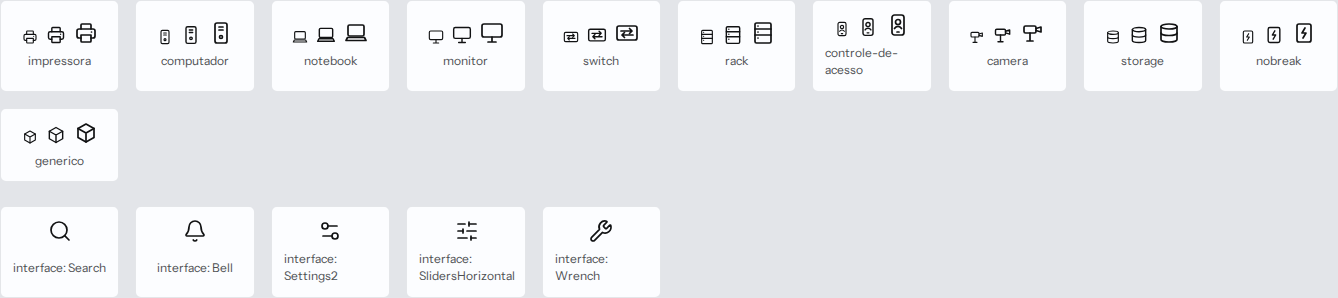 impressora
computador
notebook
monitor
switch
rack
controle-de-
acesso
camera
storage
nobreak
generico
interface: Search
interface: Bell
interface:
Settings2
interface:
SlidersHorizontal
interface:
Wrench